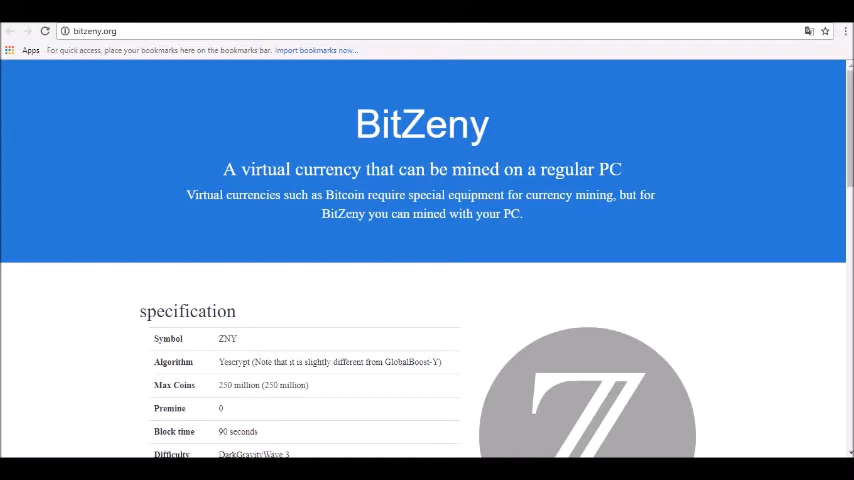 bitzeny.org
Apps For quick access, place your bookmarks here on the bookmarks bar. Import bookmarks now...
BitZeny
A virtual currency that can be mined on a regular PC
Virtual currencies such as Bitcoin require special equipment for currency mining, but for
BitZeny you can mined with your PC.
specification
Symbol ZNY
Algorithm Yescrypt (Note that it is slightly different from GlobalBoost-Y)
Max Coins 250 million (250 million)
Premine 0
Block time 90 seconds
Difficulty DarkGravityWave 3